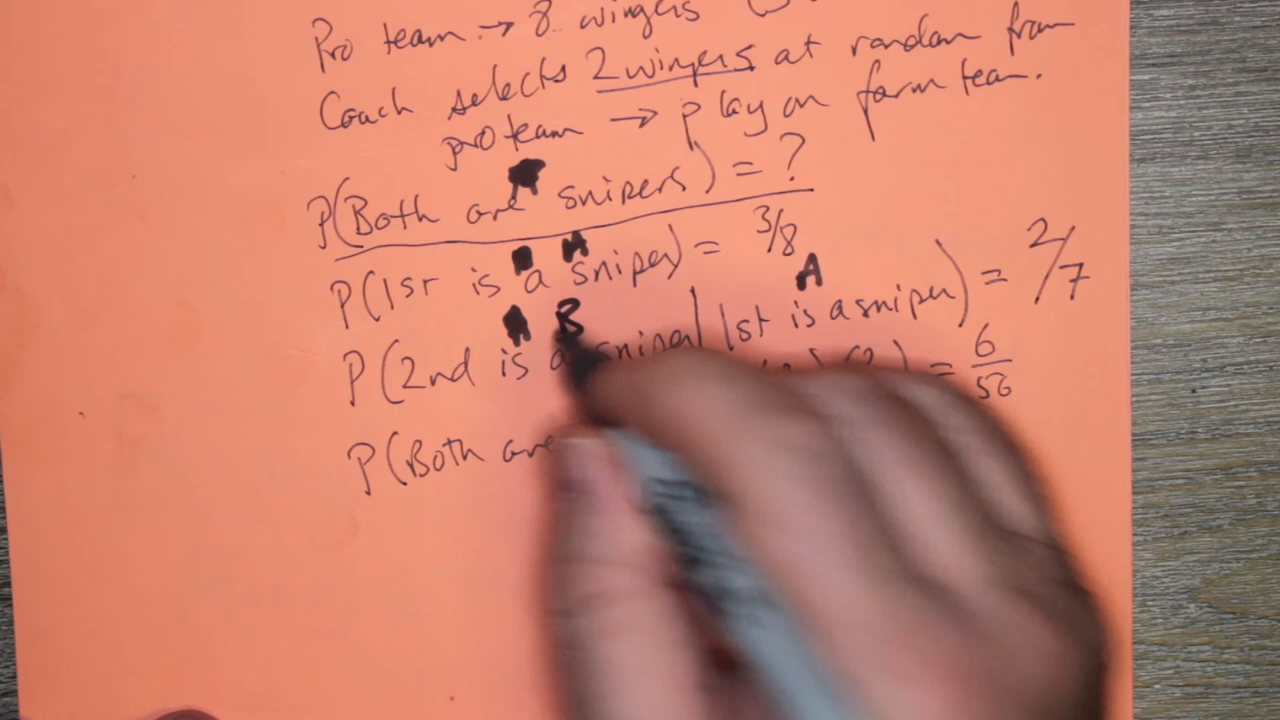 Pro team → 8 wingers
Coach selects 2 wingers at random from
pro team → play on farm team.
P(Both are snipers) = ?
A
P(1st is a sniper) = 3/8
B A
P(2nd is a sniper | 1st is a sniper) = 2/7
P(Both are = 6/56